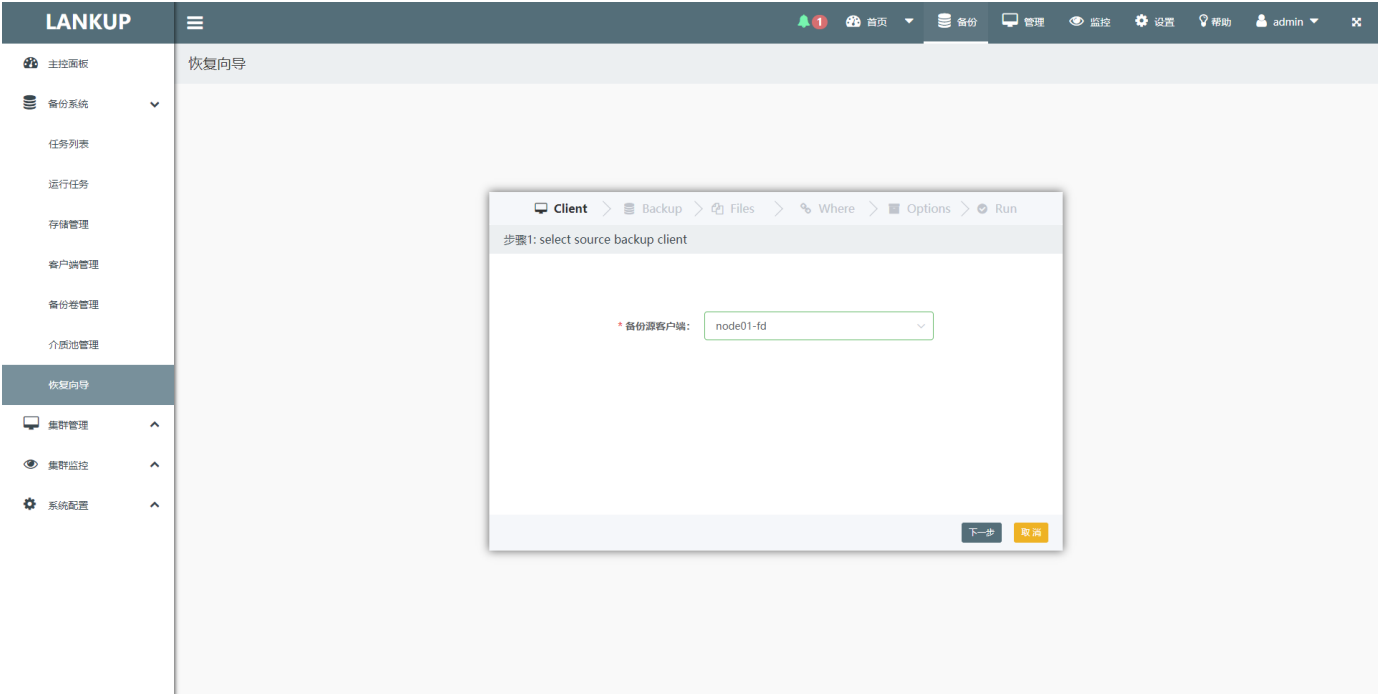 LANKUP
1
首页
备份
管理
监控
设置
帮助
admin
主控面板
恢复向导
备份系统
任务列表
运行任务
存储管理
客户端管理
备份卷管理
介质池管理
恢复向导
集群管理
集群监控
系统配置
Client
Backup
Files
Where
Options
Run
步骤1: select source backup client
* 备份源客户端:
node01-fd
下一步
取消